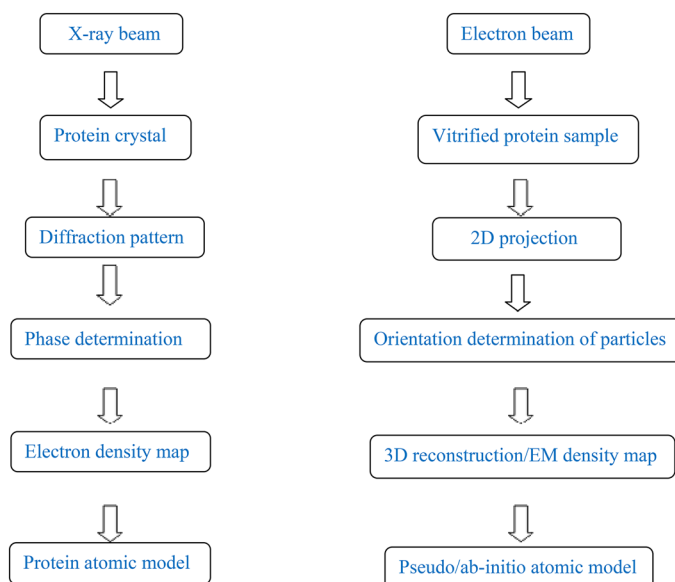 X-ray beam
Protein crystal
Diffraction pattern
Phase determination
Electron density map
Protein atomic model
Electron beam
Vitrified protein sample
2D projection
Orientation determination of particles
3D reconstruction/EM density map
Pseudo/ab-initio atomic model